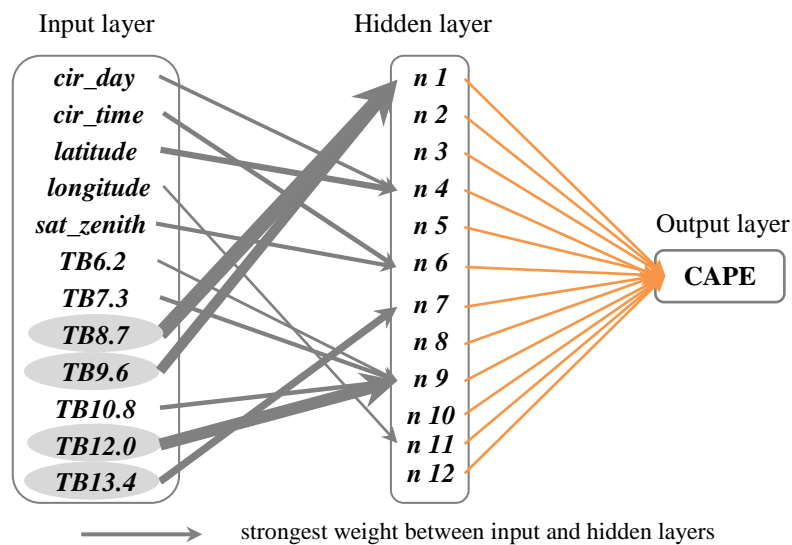 Input layer
Hidden layer
cir_day
cir_time
latitude
longitude
sat_zenith
TB6.2
TB7.3
TB8.7
TB9.6
TB10.8
TB12.0
TB13.4
n 1
n 2
n 3
n 4
n 5
n 6
n 7
n 8
n 9
n 10
n 11
n 12
Output layer
CAPE
strongest weight between input and hidden layers